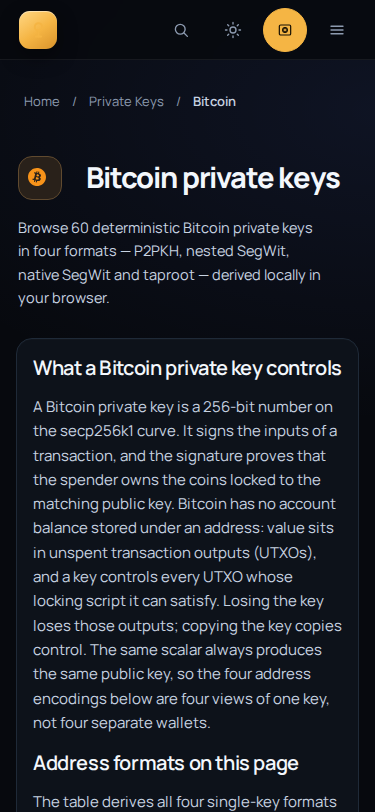 Home / Private Keys / Bitcoin
Bitcoin private keys
Browse 60 deterministic Bitcoin private keys
in four formats — P2PKH, nested SegWit,
native SegWit and taproot — derived locally in
your browser.
What a Bitcoin private key controls
A Bitcoin private key is a 256-bit number on
the secp256k1 curve. It signs the inputs of a
transaction, and the signature proves that
the spender owns the coins locked to the
matching public key. Bitcoin has no account
balance stored under an address: value sits
in unspent transaction outputs (UTXOs),
and a key controls every UTXO whose
locking script it can satisfy. Losing the key
loses those outputs; copying the key copies
control. The same scalar always produces
the same public key, so the four address
encodings below are four views of one key,
not four separate wallets.
Address formats on this page
The table derives all four single-key formats